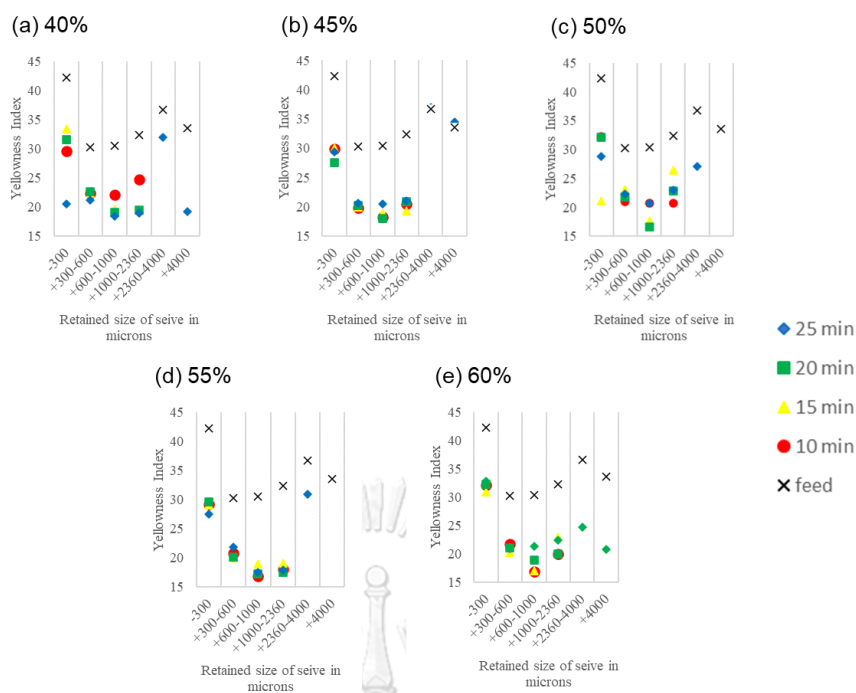 (a) 40%
(b) 45%
(c) 50%
Yellowness Index
45
40
35
30
25
20
15
-300
+300-600
+600-1000
+1000-2360
+2360-4000
+4000
Retained size of seive in
microns
Yellowness Index
45
40
35
30
25
20
15
-300
+300-600
+600-1000
+1000-2360
+2360-4000
+4000
Retained size of seive in
microns
Yellowness Index
45
40
35
30
25
20
15
-300
+300-600
+600-1000
+1000-2360
+2360-4000
+4000
Retained size of seive in
microns
25 min
20 min
15 min
10 min
feed
(d) 55%
(e) 60%
Yellowness Index
45
40
35
30
25
20
15
-300
+300-600
+600-1000
+1000-2360
+2360-4000
+4000
Retained size of seive in
microns
Yellowness Index
45
40
35
30
25
20
15
-300
+300-600
+600-1000
+1000-2360
+2360-4000
+4000
Retained size of seive in
microns